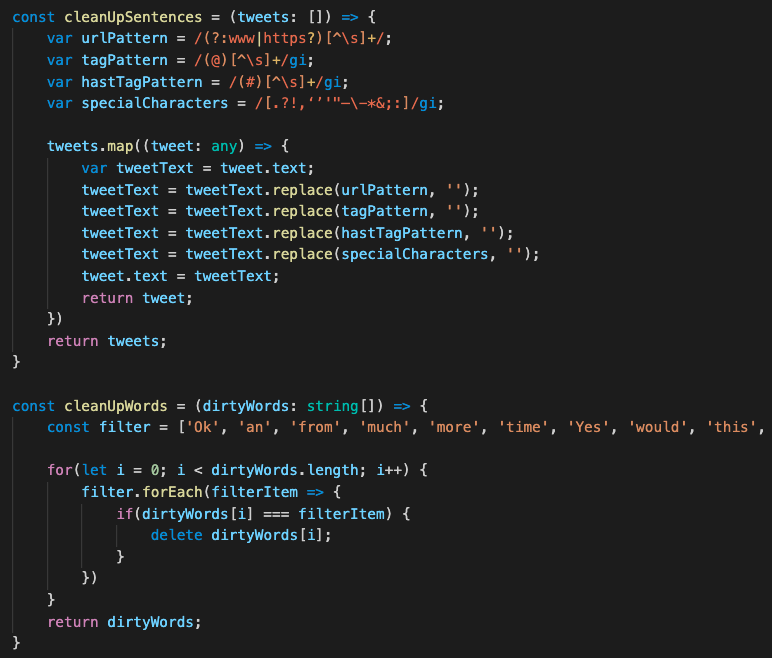 const cleanUpSentences = (tweets: []) => {
    var urlPattern = /(?:www|https?)[^\s]+/;
    var tagPattern = /(@)[^\s]+/gi;
    var hastTagPattern = /(#)[^\s]+/gi;
    var specialCharacters = /[.?!,‘’'"—\–*&;:]/gi;

    tweets.map((tweet: any) => {
        var tweetText = tweet.text;
        tweetText = tweetText.replace(urlPattern, '');
        tweetText = tweetText.replace(tagPattern, '');
        tweetText = tweetText.replace(hastTagPattern, '');
        tweetText = tweetText.replace(specialCharacters, '');
        tweet.text = tweetText;
        return tweet;
    })
    return tweets;
}

const cleanUpWords = (dirtyWords: string[]) => {
    const filter = ['Ok', 'an', 'from', 'much', 'more', 'time', 'Yes', 'would', 'this',

    for(let i = 0; i < dirtyWords.length; i++) {
        filter.forEach(filterItem => {
            if(dirtyWords[i] === filterItem) {
                delete dirtyWords[i];
            }
        })
    }
    return dirtyWords;
}